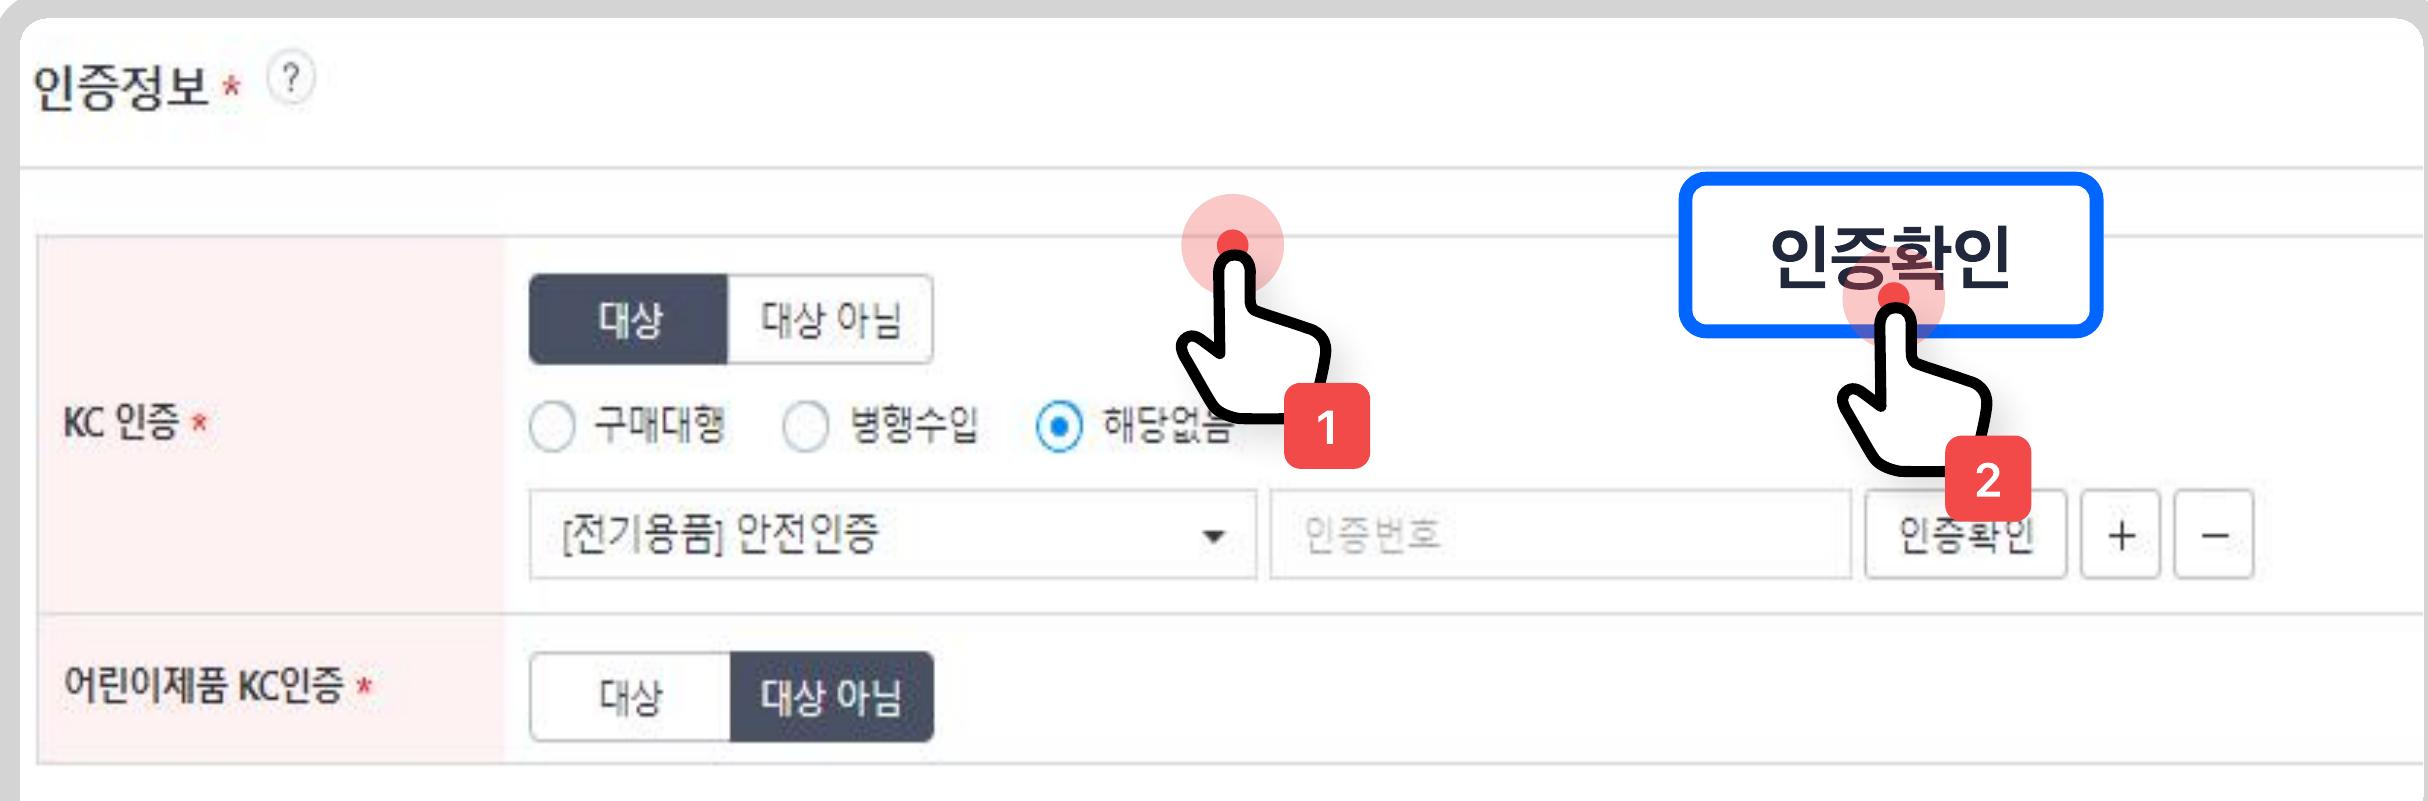 인증정보 * ?
인증확인
대상 대상 아님
KC 인증 *
구매대행 병행수입 해당없음
1
2
[전기용품] 안전인증 인증번호 인증확인 + −
어린이제품 KC인증 * 대상 대상 아님